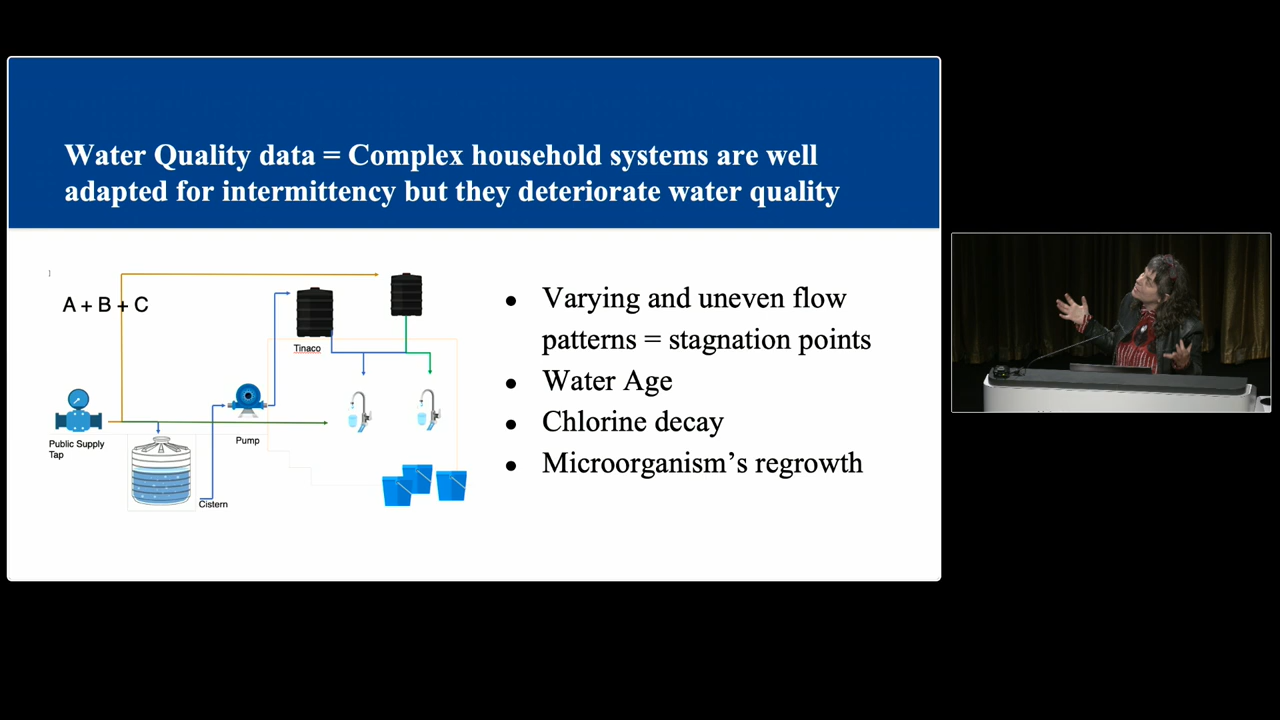 Water Quality data = Complex household systems are well
adapted for intermittency but they deteriorate water quality
A + B + C
Tinaco
Public Supply
Tap
Pump
Cistern
• Varying and uneven flow
patterns = stagnation points
• Water Age
• Chlorine decay
• Microorganism’s regrowth